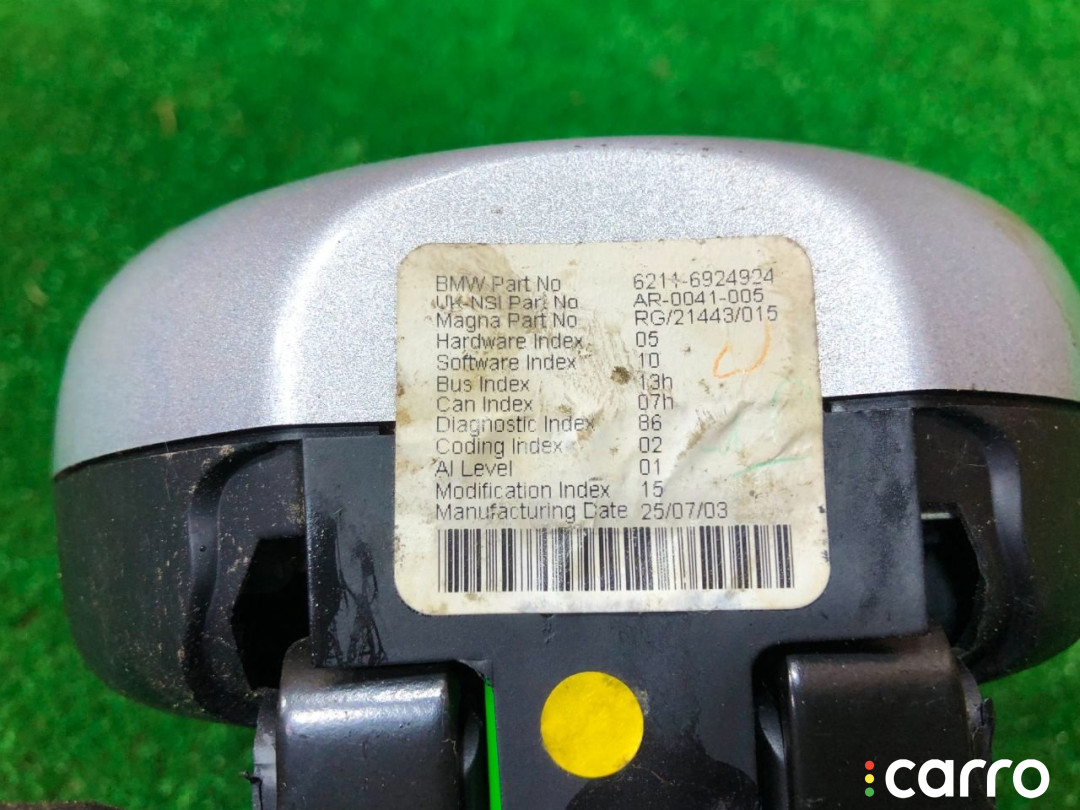 BMW Part No 6211-6924924
UK-NSI Part No AR-0041-005
Magna Part No RG/21443/015
Hardware Index 05
Software Index 10
Bus Index 13h
Can Index 07h
Diagnostic Index 86
Coding Index 02
AI Level 01
Modification Index 15
Manufacturing Date 25/07/03
carro